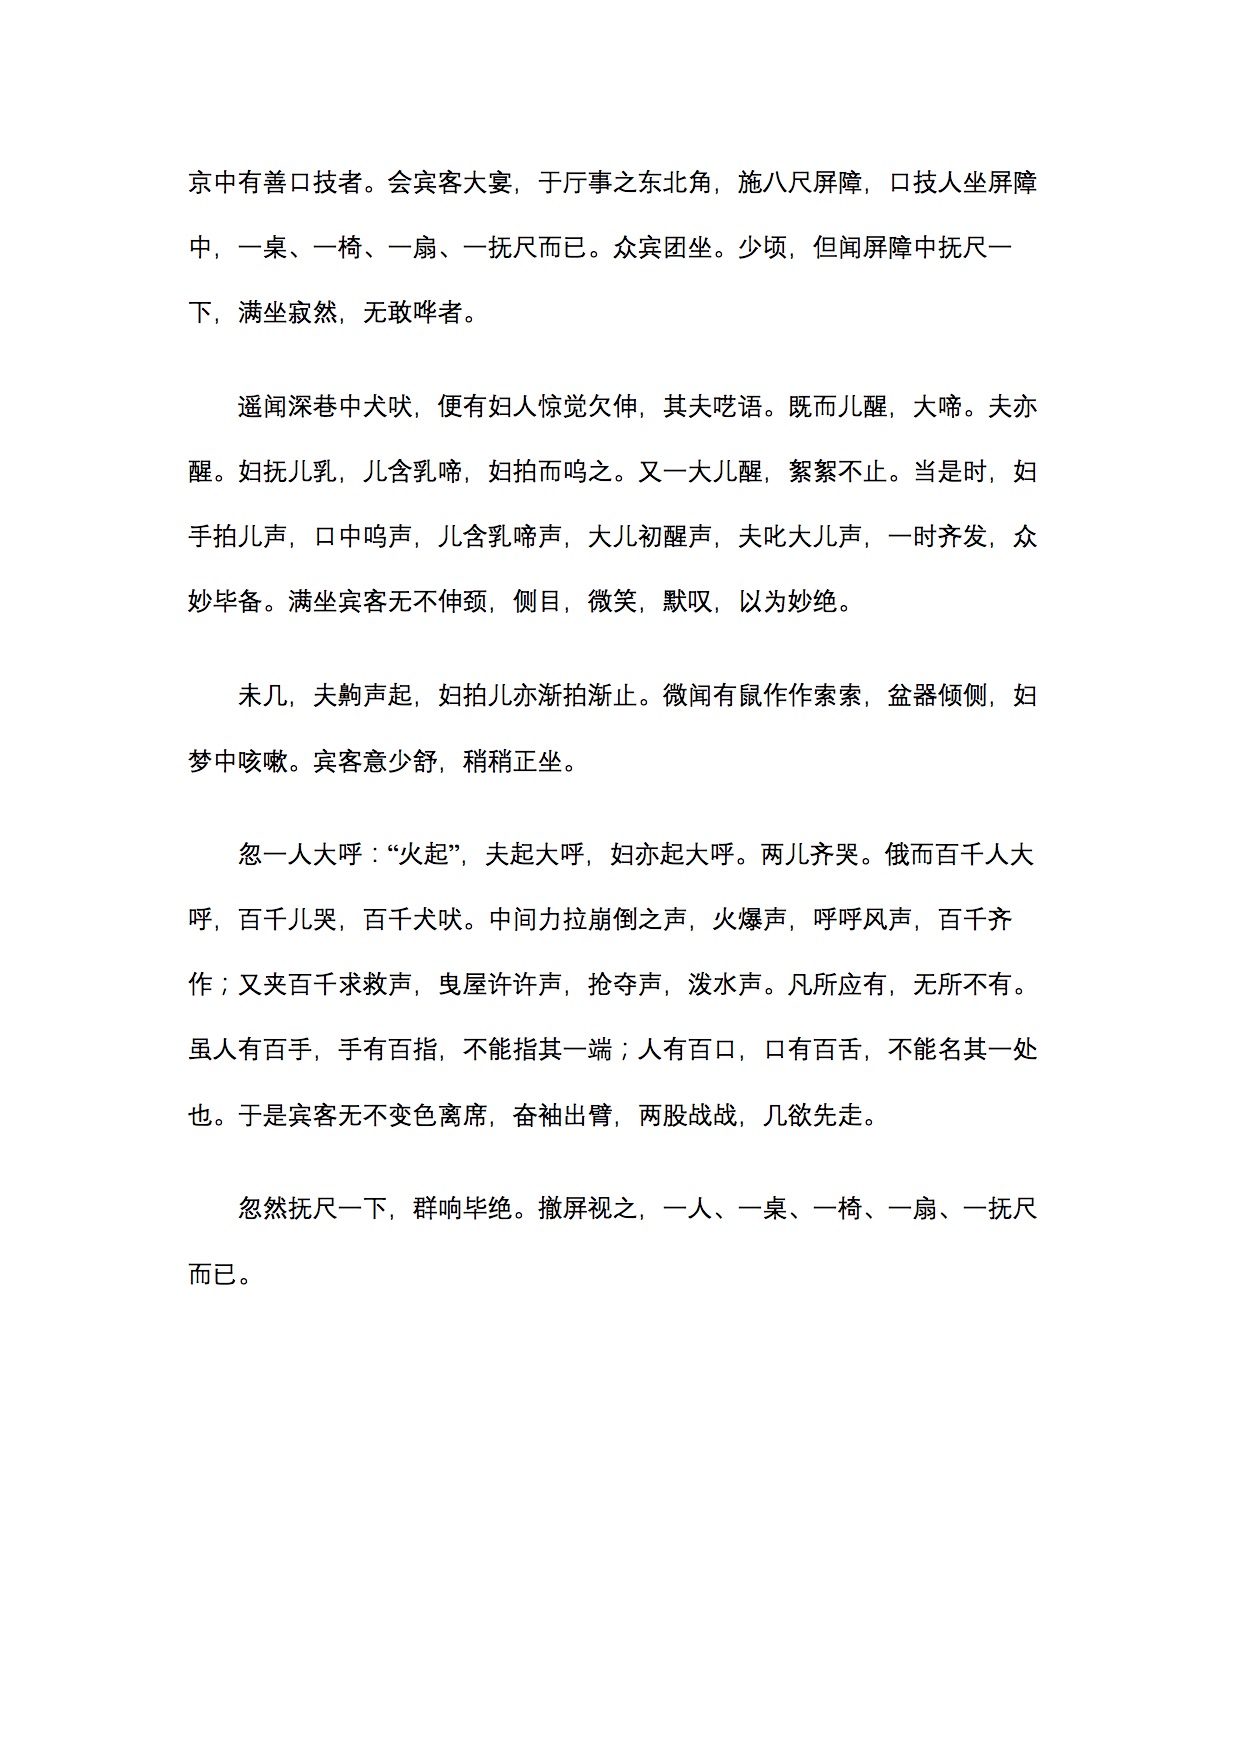 京中有善口技者。会宾客大宴，于厅事之东北角，施八尺屏障，口技人坐屏障
中，一桌、一椅、一扇、一抚尺而已。众宾团坐。少顷，但闻屏障中抚尺一
下，满坐寂然，无敢哗者。
遥闻深巷中犬吠，便有妇人惊觉欠伸，其夫呓语。既而儿醒，大啼。夫亦
醒。妇抚儿乳，儿含乳啼，妇拍而呜之。又一大儿醒，絮絮不止。当是时，妇
手拍儿声，口中呜声，儿含乳啼声，大儿初醒声，夫叱大儿声，一时齐发，众
妙毕备。满坐宾客无不伸颈，侧目，微笑，默叹，以为妙绝。
未几，夫齁声起，妇拍儿亦渐拍渐止。微闻有鼠作作索索，盆器倾侧，妇
梦中咳嗽。宾客意少舒，稍稍正坐。
忽一人大呼：“火起”，夫起大呼，妇亦起大呼。两儿齐哭。俄而百千人大
呼，百千儿哭，百千犬吠。中间力拉崩倒之声，火爆声，呼呼风声，百千齐
作；又夹百千求救声，曳屋许许声，抢夺声，泼水声。凡所应有，无所不有。
虽人有百手，手有百指，不能指其一端；人有百口，口有百舌，不能名其一处
也。于是宾客无不变色离席，奋袖出臂，两股战战，几欲先走。
忽然抚尺一下，群响毕绝。撤屏视之，一人、一桌、一椅、一扇、一抚尺
而已。